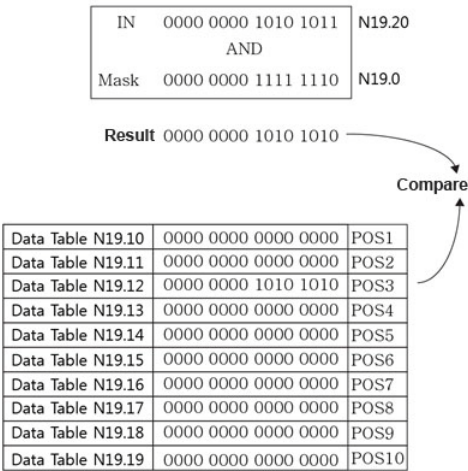 IN 0000 0000 1010 1011 N19.20
AND
Mask 0000 0000 1111 1110 N19.0
Result 0000 0000 1010 1010
Compare
Data Table N19.10 0000 0000 0000 0000 POS1
Data Table N19.11 0000 0000 0000 0000 POS2
Data Table N19.12 0000 0000 1010 1010 POS3
Data Table N19.13 0000 0000 0000 0000 POS4
Data Table N19.14 0000 0000 0000 0000 POS5
Data Table N19.15 0000 0000 0000 0000 POS6
Data Table N19.16 0000 0000 0000 0000 POS7
Data Table N19.17 0000 0000 0000 0000 POS8
Data Table N19.18 0000 0000 0000 0000 POS9
Data Table N19.19 0000 0000 0000 0000 POS10